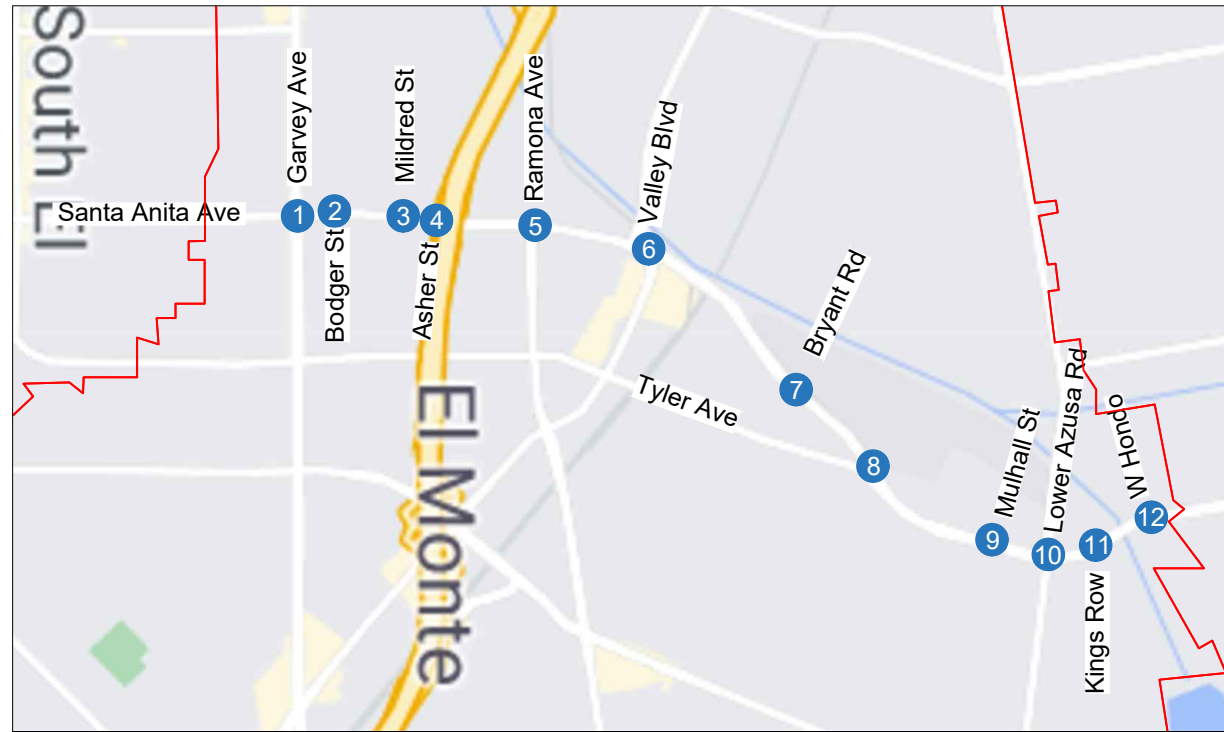 South El
Santa Anita Ave
Garvey Ave
Bodger St
Mildred St
Asher St
Ramona Ave
Valley Blvd
Bryant Rd
Tyler Ave
Mulhall St
Lower Azusa Rd
Kings Row
W Hondo
El Monte
1
2
3
4
5
6
7
8
9
10
11
12